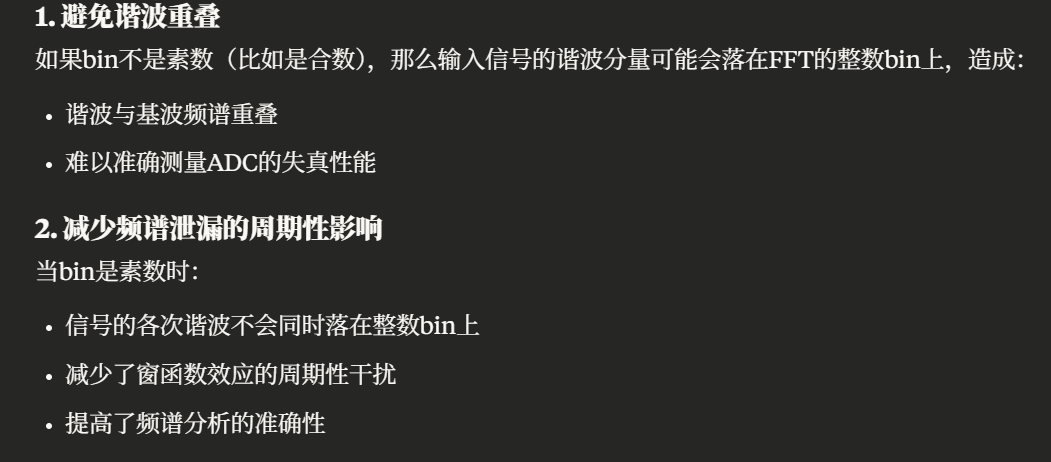 1. 避免谐波重叠
如果bin不是素数（比如是合数），那么输入信号的谐波分量可能会落在FFT的整数bin上，造成：
• 谐波与基波频谱重叠
• 难以准确测量ADC的失真性能
2. 减少频谱泄漏的周期性影响
当bin是素数时：
• 信号的各次谐波不会同时落在整数bin上
• 减少了窗函数效应的周期性干扰
• 提高了频谱分析的准确性